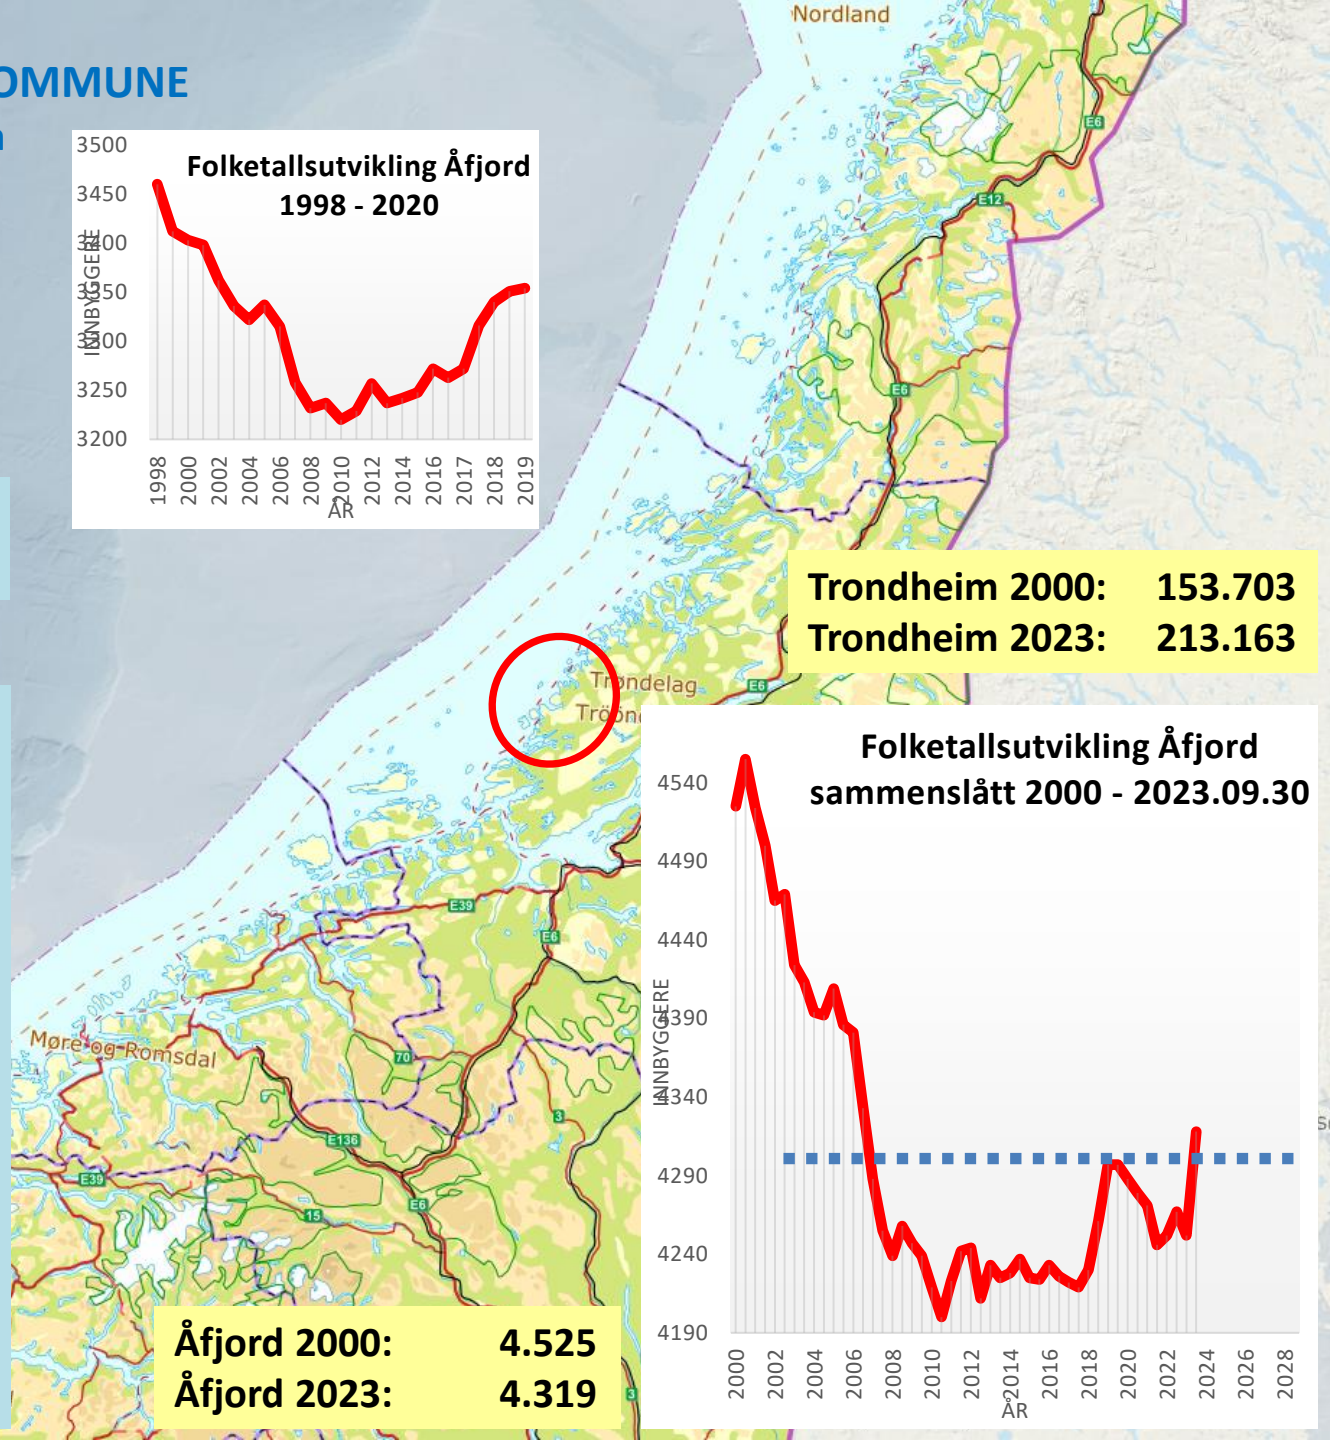 Nordland
OMMUNE
Folketallsutvikling Åfjord
1998 - 2020
3500
3450
3400
3350
3300
3250
3200
INNBYGGERE
1998
2000
2002
2004
2006
2008
2010
2012
2014
2016
2017
2018
2019
ÅR
E6
E12
E6
Trondheim 2000: 153.703
Trondheim 2023: 213.163
Trøndelag
E6
Folketallsutvikling Åfjord
sammenslått 2000 - 2023.09.30
4540
4490
4440
4390
4340
4290
4240
4190
INNBYGGERE
2000
2002
2004
2006
2008
2010
2012
2014
2016
2018
2020
2022
2024
2026
2028
ÅR
E39
E6
Møre og Romsdal
70
3
E136
E39
E6
15
3
Åfjord 2000: 4.525
Åfjord 2023: 4.319